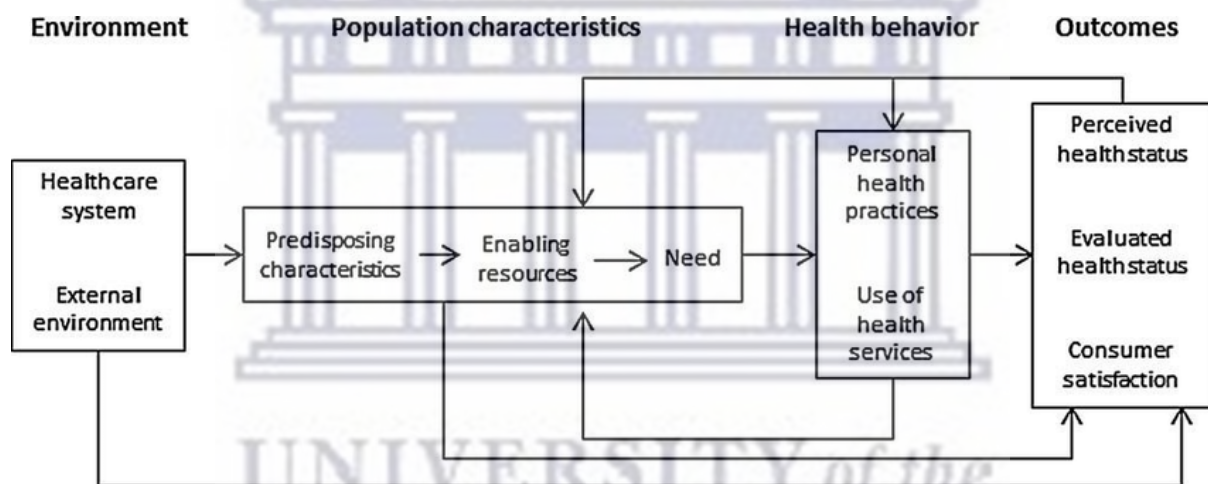 Environment
Population characteristics
Health behavior
Outcomes
Healthcare
system
External
environment
Predisposing
characteristics
Enabling
resources
Need
Personal
health
practices
Use of
health
services
Perceived
health status
Evaluated
health status
Consumer
satisfaction
UNIVERSITY of the